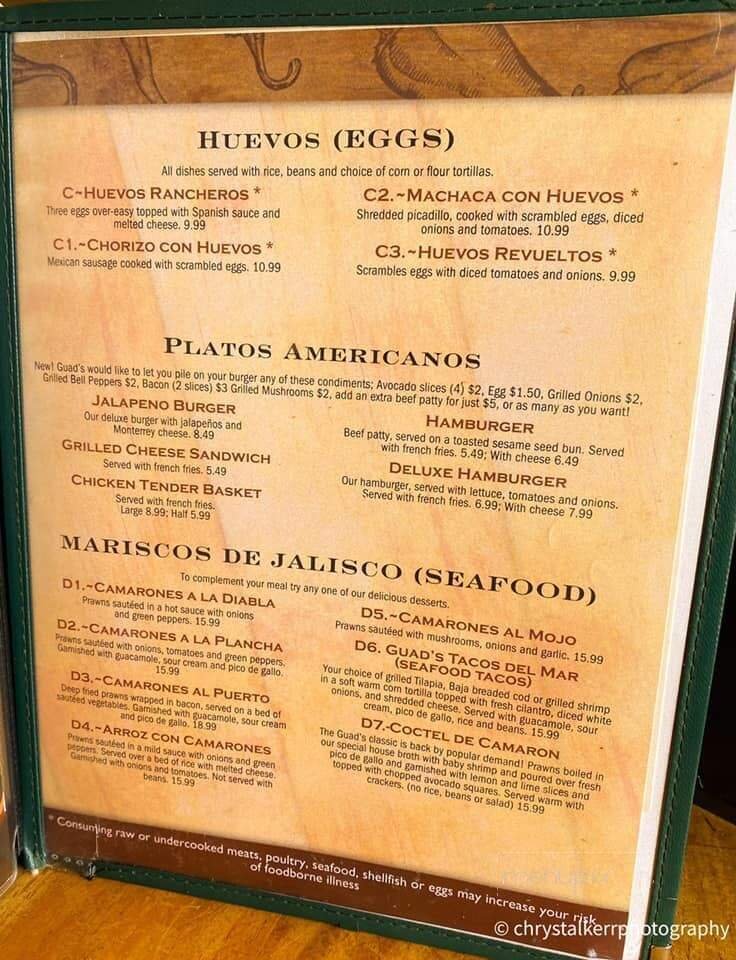 HUEVOS (EGGS)
All dishes served with rice, beans and choice of corn or flour tortillas.
C~HUEVOS RANCHEROS *
Three eggs over-easy topped with Spanish sauce and
melted cheese. 9.99
C1.~CHORIZO CON HUEVOS *
Mexican sausage cooked with scrambled eggs. 10.99
C2.~MACHACA CON HUEVOS *
Shredded picadillo, cooked with scrambled eggs, diced
onions and tomatoes. 10.99
C3.~HUEVOS REVUELTOS *
Scrambles eggs with diced tomatoes and onions. 9.99
PLATOS AMERICANOS
New! Guad's would like to let you pile on your burger any of these condiments; Avocado slices (4) $2, Egg $1.50, Grilled Onions $2,
Grilled Bell Peppers $2, Bacon (2 slices) $3 Grilled Mushrooms $2, add an extra beef patty for just $5, or as many as you want!
JALAPENO BURGER
Our deluxe burger with jalapeños and
Monterrey cheese. 8.49
GRILLED CHEESE SANDWICH
Served with french fries. 5.49
CHICKEN TENDER BASKET
Served with french fries.
Large 8.99; Half 5.99
HAMBURGER
Beef patty, served on a toasted sesame seed bun. Served
with french fries. 5.49; With cheese 6.49
DELUXE HAMBURGER
Our hamburger, served with lettuce, tomatoes and onions.
Served with french fries. 6.99; With cheese 7.99
MARISCOS DE JALISCO (SEAFOOD)
To complement your meal try any one of our delicious desserts.
D1.~CAMARONES A LA DIABLA
Prawns sautéed in a hot sauce with onions
and green peppers. 15.99
D2.~CAMARONES A LA PLANCHA
Prawns sautéed with onions, tomatoes and green peppers.
Garnished with guacamole, sour cream and pico de gallo.
15.99
D3.~CAMARONES AL PUERTO
Deep fried prawns wrapped in bacon, served on a bed of
sautéed vegetables. Garnished with guacamole, sour cream
and pico de gallo. 18.99
D4.~ARROZ CON CAMARONES
Prawns sautéed in a mild sauce with onions and green
peppers. Served over a bed of rice with melted cheese.
Garnished with onions and tomatoes. Not served with
beans. 15.99
D5.~CAMARONES AL MOJO
Prawns sautéed with mushrooms, onions and garlic. 15.99
D6. GUAD'S TACOS DEL MAR
(SEAFOOD TACOS)
Your choice of grilled Tilapia, Baja breaded cod or grilled shrimp
in a soft warm corn tortilla topped with fresh cilantro, diced white
onions, and shredded cheese. Served with guacamole, sour
cream, pico de gallo, rice and beans. 15.99
D7-COCTEL DE CAMARON
The Guad's classic is back by popular demand! Prawns boiled in
our special house broth with baby shrimp and poured over fresh
pico de gallo and garnished with lemon and lime slices and
topped with chopped avocado squares. Served warm with
crackers. (no rice, beans or salad) 15.99
* Consuming raw or undercooked meats, poultry, seafood, shellfish or eggs may increase your risk
of foodborne illness
© chrystalkerrphotography